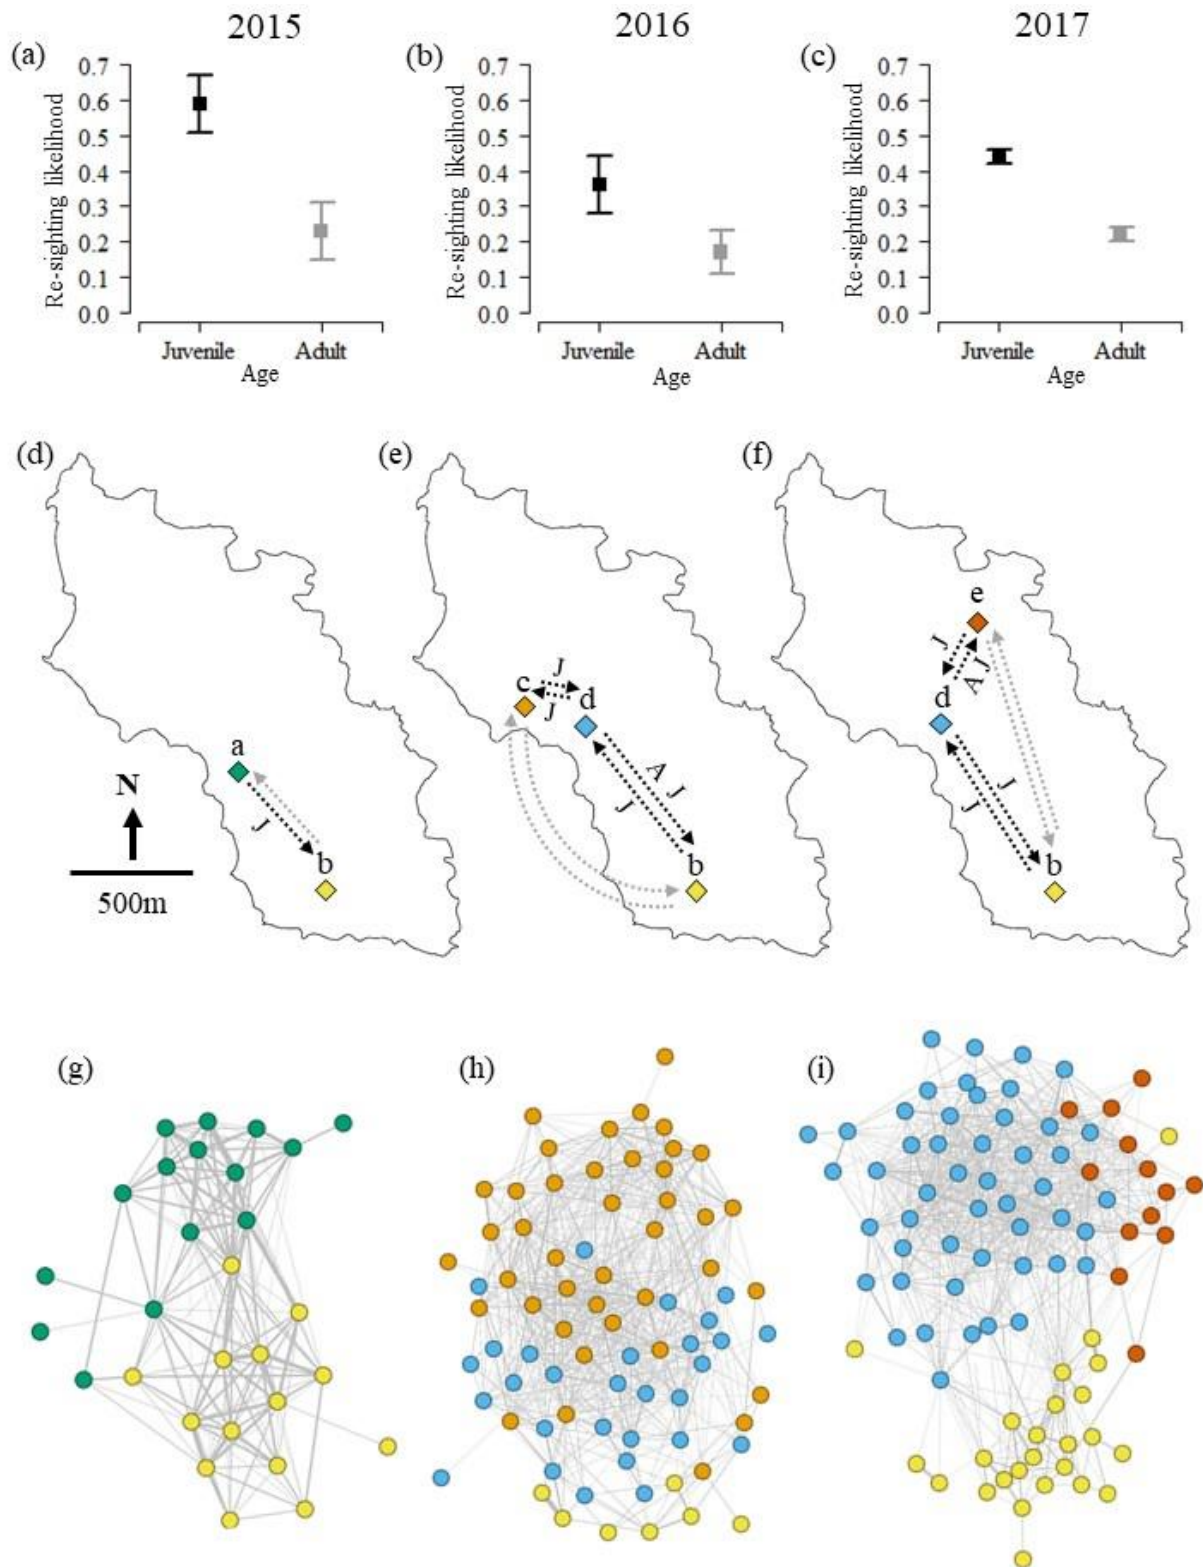 2015 2016 2017
(a) (b) (c)
0.7 0.7 0.7
0.6 0.6 0.6
0.5 0.5 0.5
0.4 0.4 0.4
0.3 0.3 0.3
0.2 0.2 0.2
0.1 0.1 0.1
0.0 0.0 0.0
Re-sighting likelihood Re-sighting likelihood Re-sighting likelihood
Juvenile Adult Juvenile Adult Juvenile Adult
Age Age Age
(d) (e) (f)
e
J
A J
c J d d
J
a
N
J A J J J
b b b
500m
(g) (h) (i)